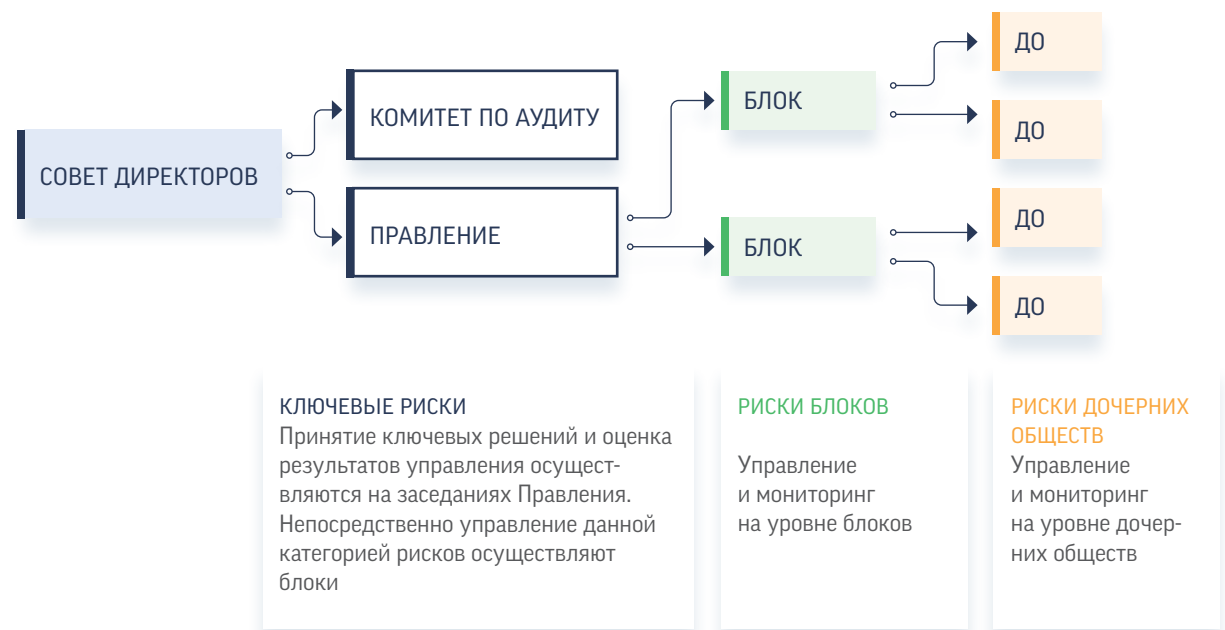 СОВЕТ ДИРЕКТОРОВ
КОМИТЕТ ПО АУДИТУ
ПРАВЛЕНИЕ
БЛОК
БЛОК
ДО
ДО
ДО
ДО
КЛЮЧЕВЫЕ РИСКИ
Принятие ключевых решений и оценка
результатов управления осущест-
вляются на заседаниях Правления.
Непосредственно управление данной
категорией рисков осуществляют
блоки
РИСКИ БЛОКОВ
Управление
и мониторинг
на уровне блоков
РИСКИ ДОЧЕРНИХ
ОБЩЕСТВ
Управление
и мониторинг
на уровне дочер-
них обществ